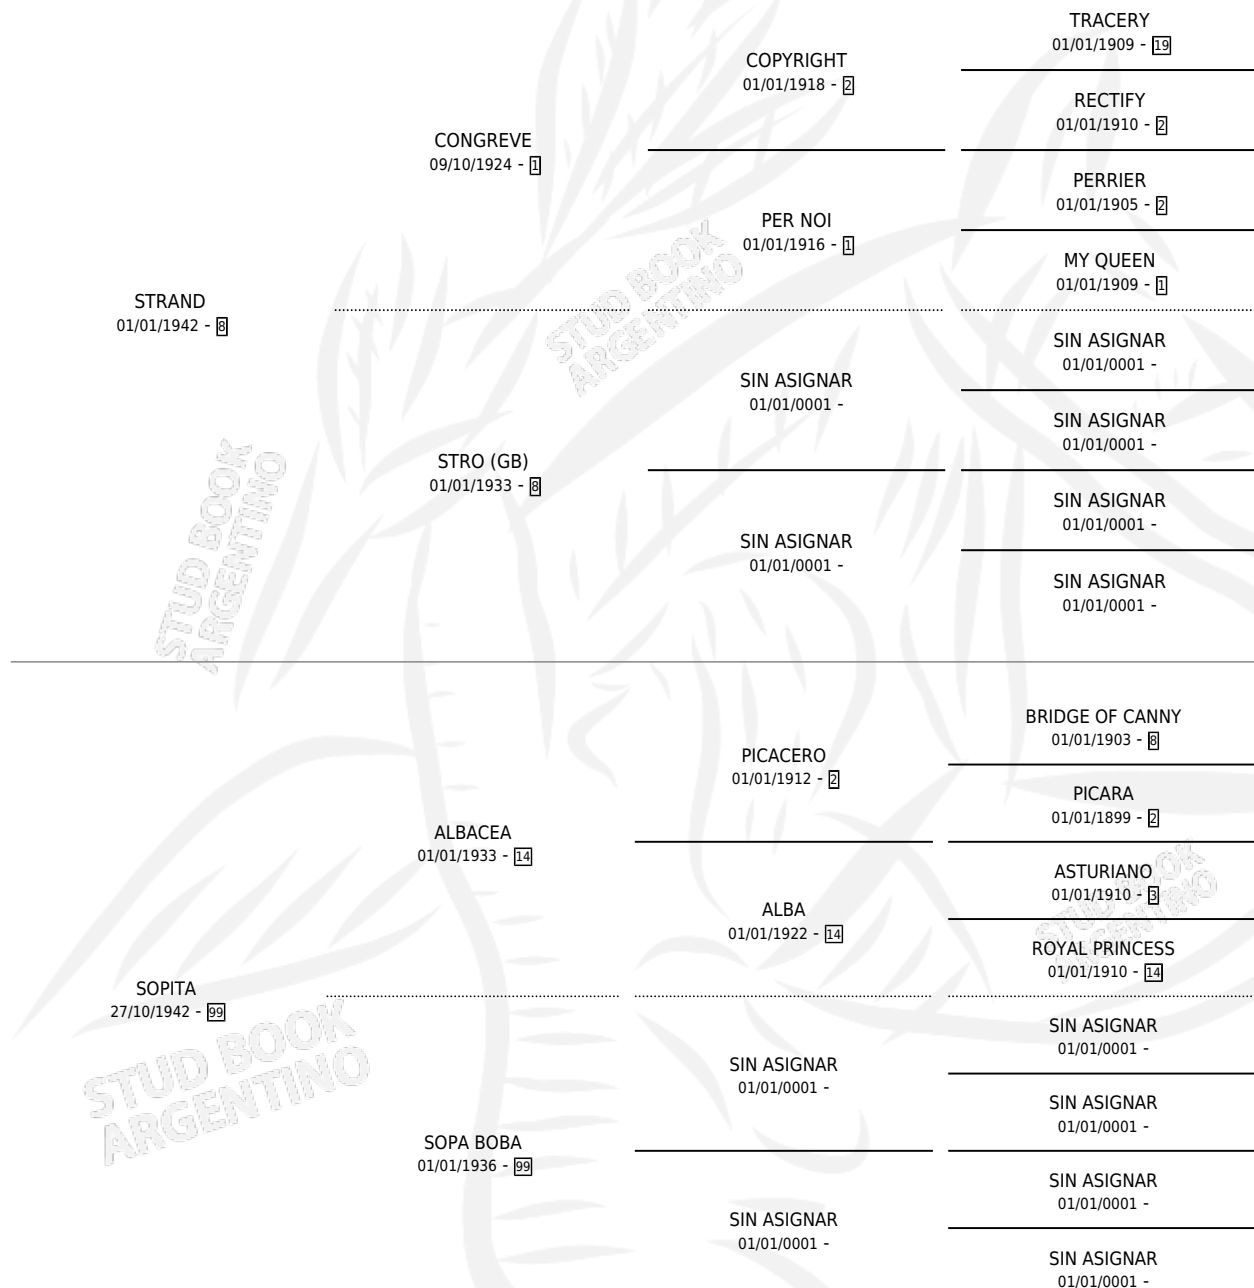 TRACERY
01/01/1909 - 19
COPYRIGHT
01/01/1918 - 2
RECTIFY
01/01/1910 - 2
CONGREVE
09/10/1924 - 1
PERRIER
01/01/1905 - 2
PER NOI
01/01/1916 - 1
MY QUEEN
01/01/1909 - 1
STRAND
01/01/1942 - 8
SIN ASIGNAR
01/01/0001 -
SIN ASIGNAR
01/01/0001 -
SIN ASIGNAR
01/01/0001 -
STRO (GB)
01/01/1933 - 8
SIN ASIGNAR
01/01/0001 -
SIN ASIGNAR
01/01/0001 -
SIN ASIGNAR
01/01/0001 -
STUD BOOK
ARGENTINO
STUD BOOK
ARGENTINO
BRIDGE OF CANNY
01/01/1903 - 8
PICACERO
01/01/1912 - 2
PICARA
01/01/1899 - 2
ALBACEA
01/01/1933 - 14
ASTURIANO
01/01/1910 - 3
ALBA
01/01/1922 - 14
ROYAL PRINCESS
01/01/1910 - 14
SOPITA
27/10/1942 - 99
SIN ASIGNAR
01/01/0001 -
SIN ASIGNAR
01/01/0001 -
SIN ASIGNAR
01/01/0001 -
SOPA BOBA
01/01/1936 - 99
SIN ASIGNAR
01/01/0001 -
SIN ASIGNAR
01/01/0001 -
SIN ASIGNAR
01/01/0001 -
STUD BOOK
ARGENTINO
STUD BOOK
ARGENTINO